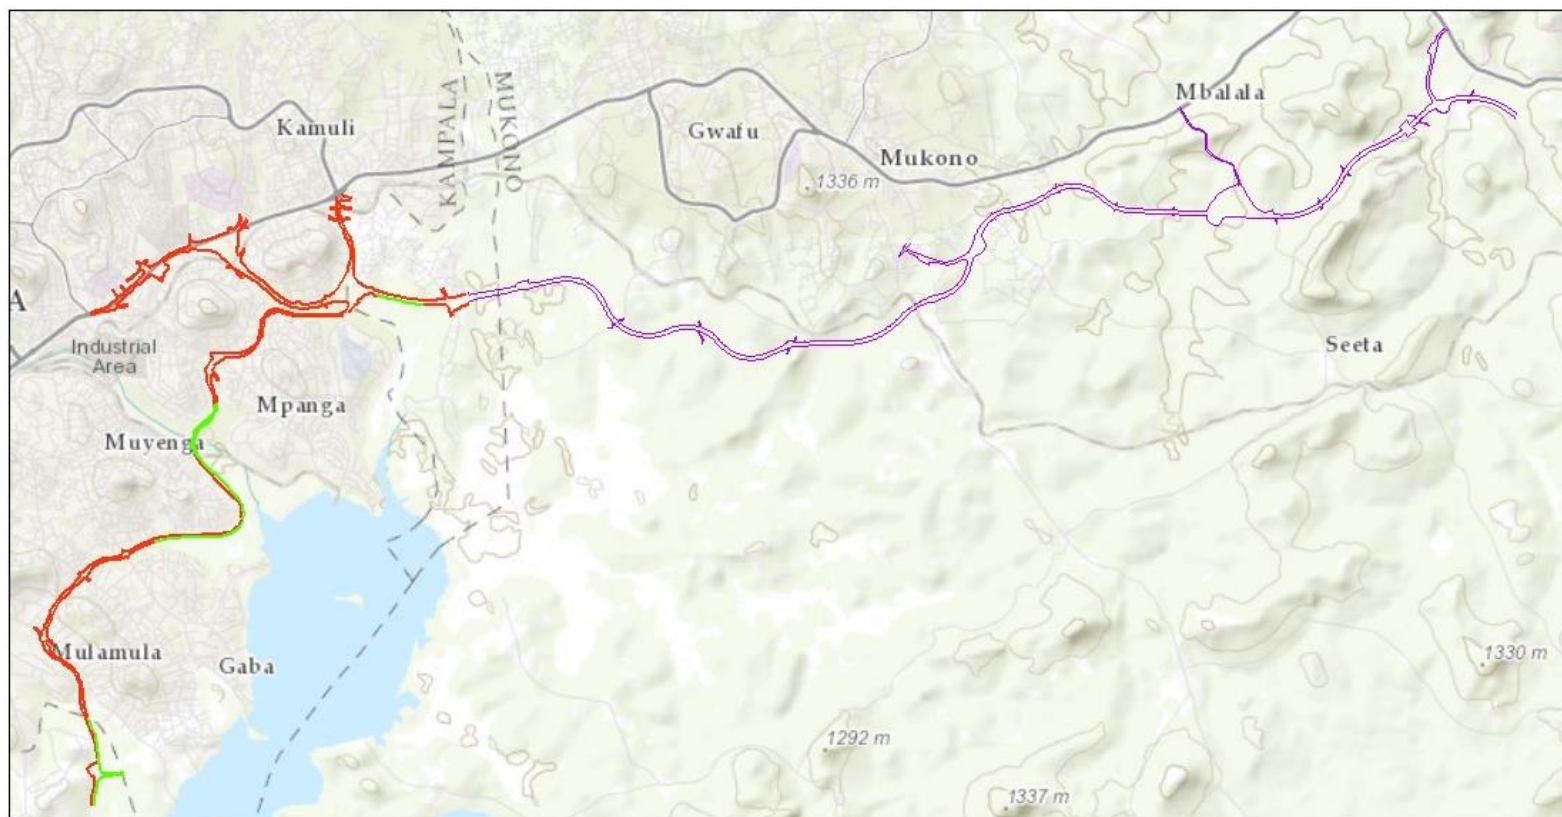 Mbalala
KAMPALA
MUKONO
Kamuli
Gwafu
Mukono
1336 m
A
Industrial
Area
Seeta
Mpanga
Muyenga
Mulamula
Gaba
1330 m
1292 m
1337 m